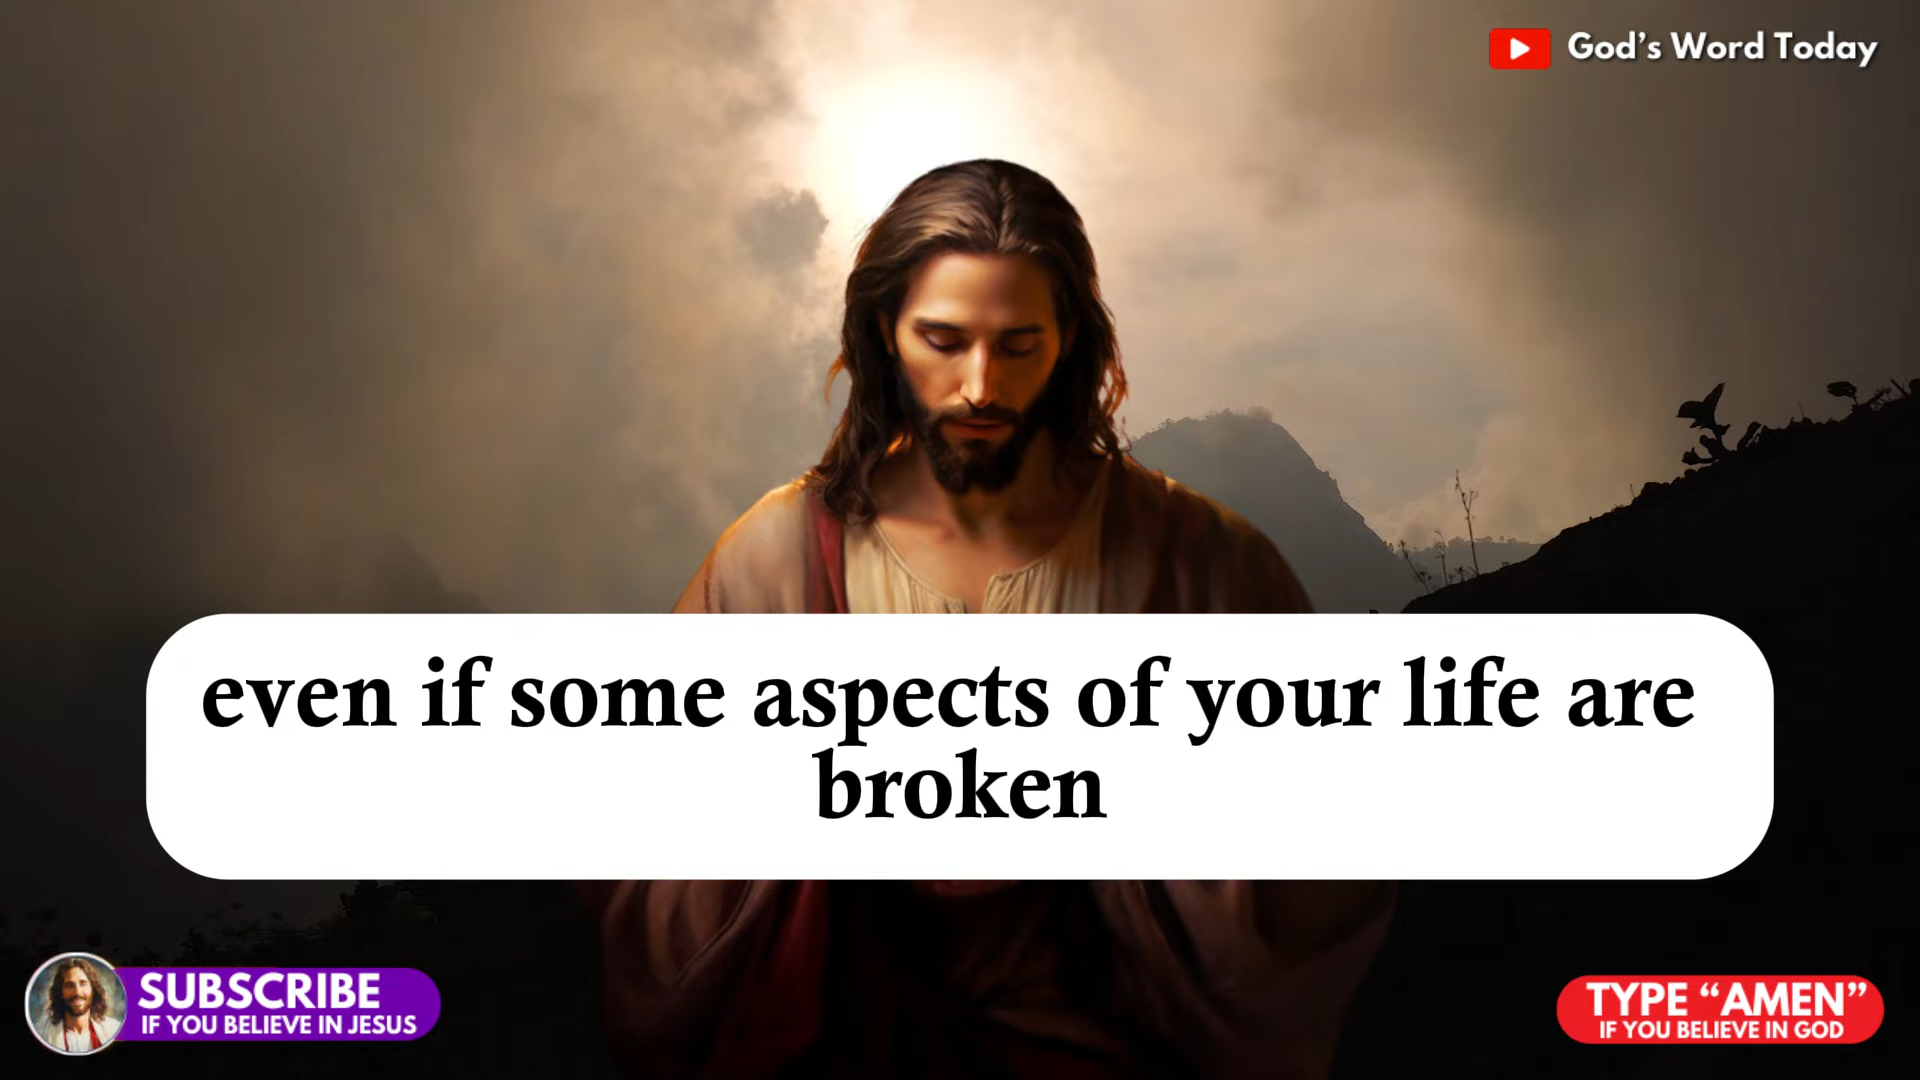 God’s Word Today
even if some aspects of your life are
broken
SUBSCRIBE
IF YOU BELIEVE IN JESUS
TYPE “AMEN”
IF YOU BELIEVE IN GOD